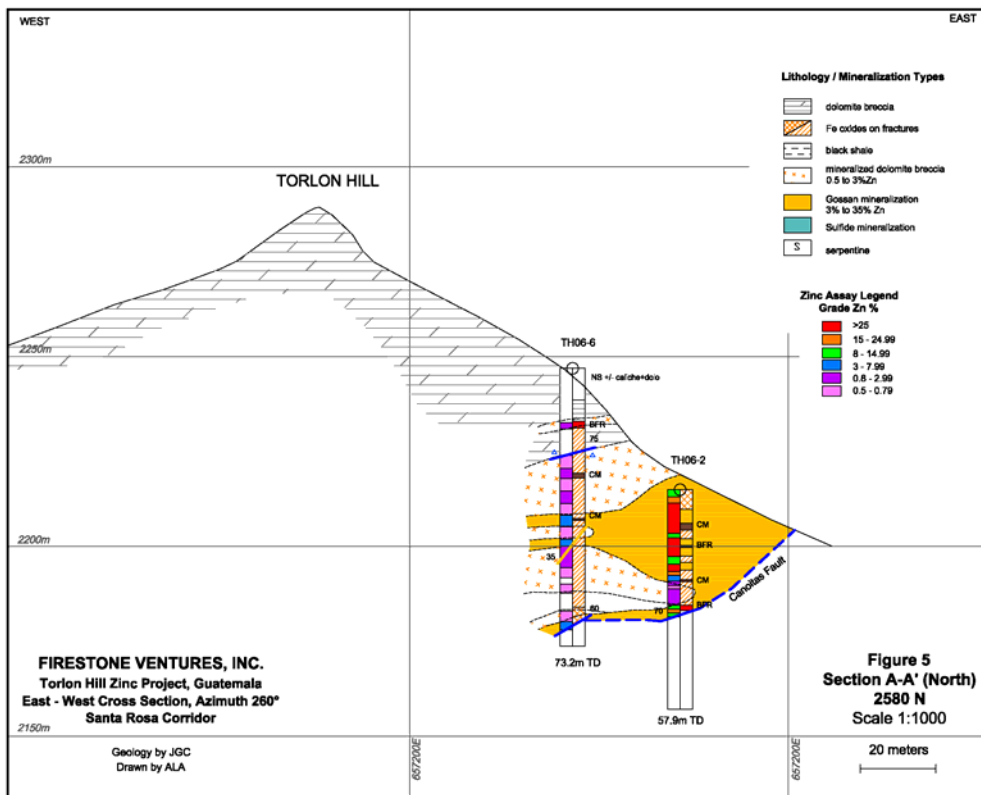 WEST
EAST
Lithology / Mineralization Types
dolomite breccia
Fe oxides on fractures
black shale
mineralized dolomite breccia
0.5 to 3%Zn
Gossan mineralization
3% to 35% Zn
Sulfide mineralization
S
serpentine
2300m
TORLON HILL
Zinc Assay Legend
Grade Zn %
>25
15 - 24.99
8 - 14.99
3 - 7.99
0.8 - 2.99
0.5 - 0.79
2250m
TH06-6
NS +/- caliche+dolo
BFR
75
TH06-2
CM
CM
CM
2200m
BFR
35
CM
Canoitas Fault
60
70
BFR
73.2m TD
57.9m TD
FIRESTONE VENTURES, INC.
Torlon Hill Zinc Project, Guatemala
East - West Cross Section, Azimuth 260°
Santa Rosa Corridor
Figure 5
Section A-A' (North)
2580 N
Scale 1:1000
2150m
Geology by JGC
Drawn by ALA
657200E
657200E
20 meters